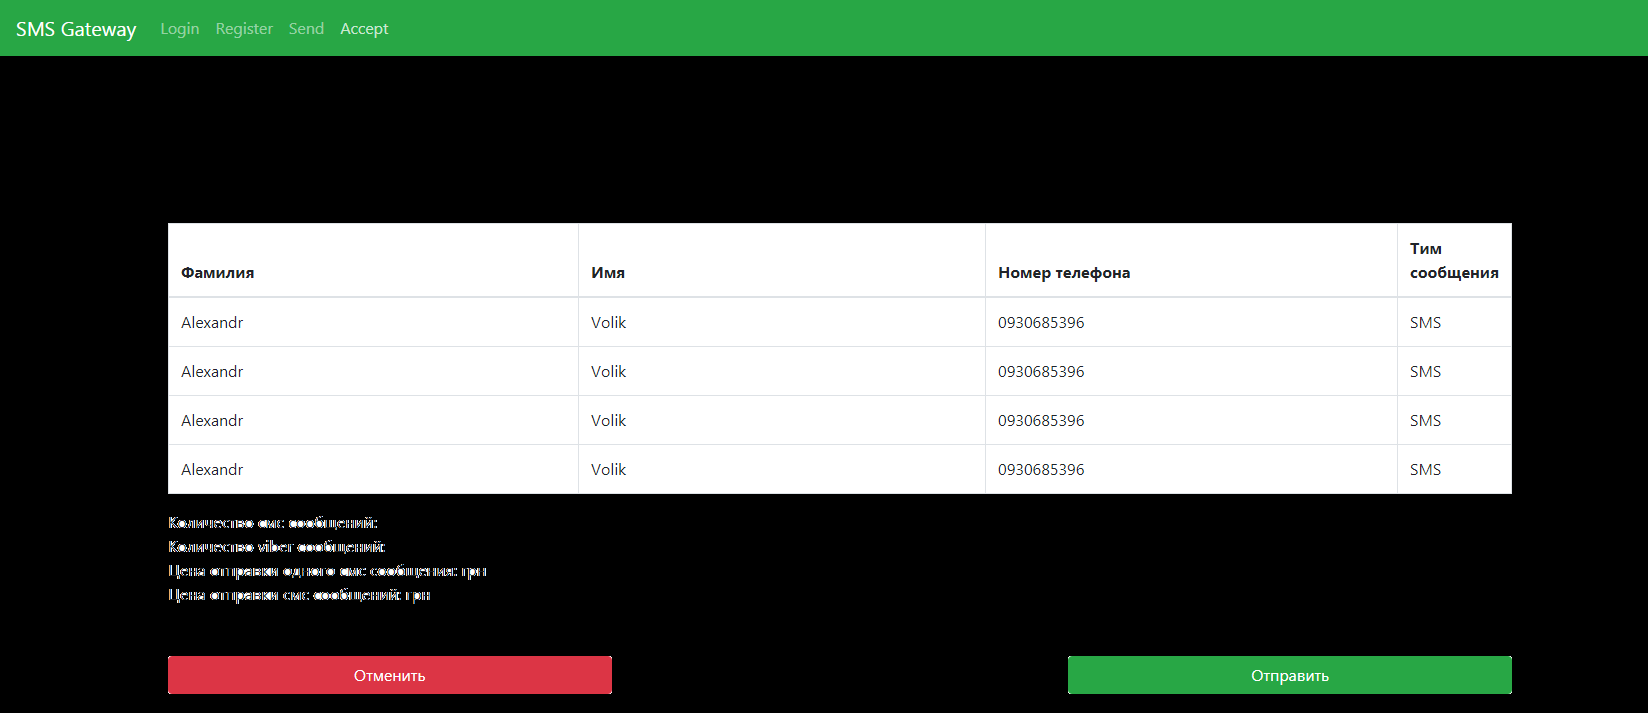 SMS Gateway Login Register Send Accept
Фамилия Имя Номер телефона Тим сообщения
Alexandr Volik 0930685396 SMS
Alexandr Volik 0930685396 SMS
Alexandr Volik 0930685396 SMS
Alexandr Volik 0930685396 SMS
Количество смс сообщений:
Количество viber сообщений:
Цена отправки одного смс сообщения: грн
Цена отправки смс сообщений: грн
Отменить Отправить